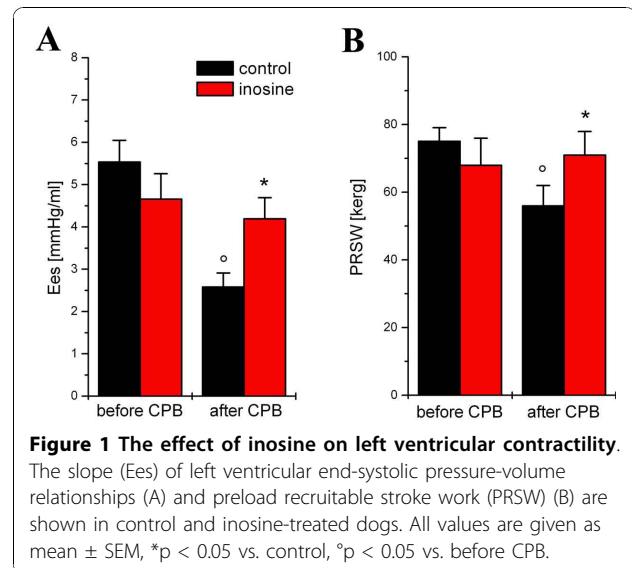 A
8
7
6
5
4
3
2
1
0
Ees [mmHg/ml]
control
inosine
°
*
before CPB
after CPB
B
100
80
60
40
20
0
PRSW [kerg]
°
*
before CPB
after CPB
Figure 1 The effect of inosine on left ventricular contractility.
The slope (Ees) of left ventricular end-systolic pressure-volume
relationships (A) and preload recruitable stroke work (PRSW) (B) are
shown in control and inosine-treated dogs. All values are given as
mean ± SEM, *p < 0.05 vs. control, °p < 0.05 vs. before CPB.